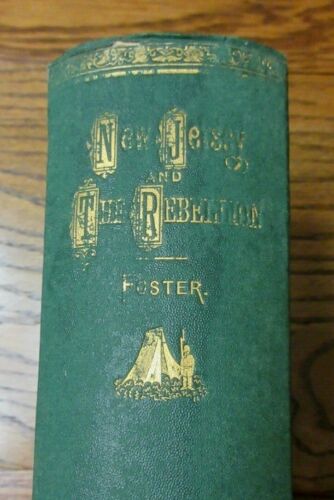 New Jersey
AND
The Rebellion
FOSTER.